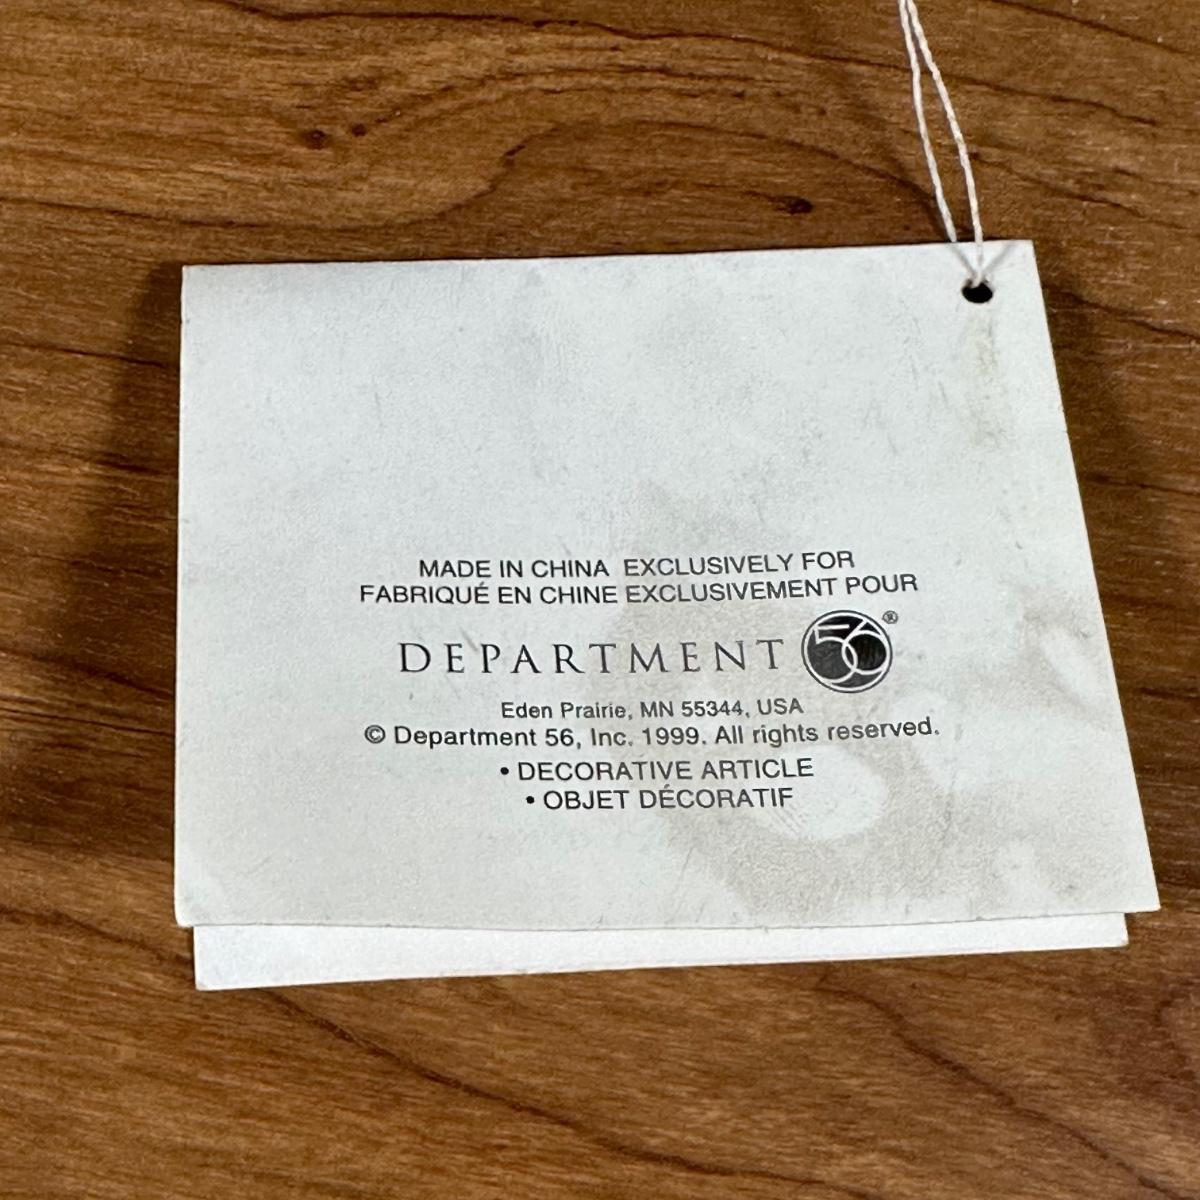 MADE IN CHINA EXCLUSIVELY FOR
FABRIQUÉ EN CHINE EXCLUSIVEMENT POUR
DEPARTMENT 56®
Eden Prairie, MN 55344, USA
© Department 56, Inc. 1999. All rights reserved.
• DECORATIVE ARTICLE
• OBJET DÉCORATIF